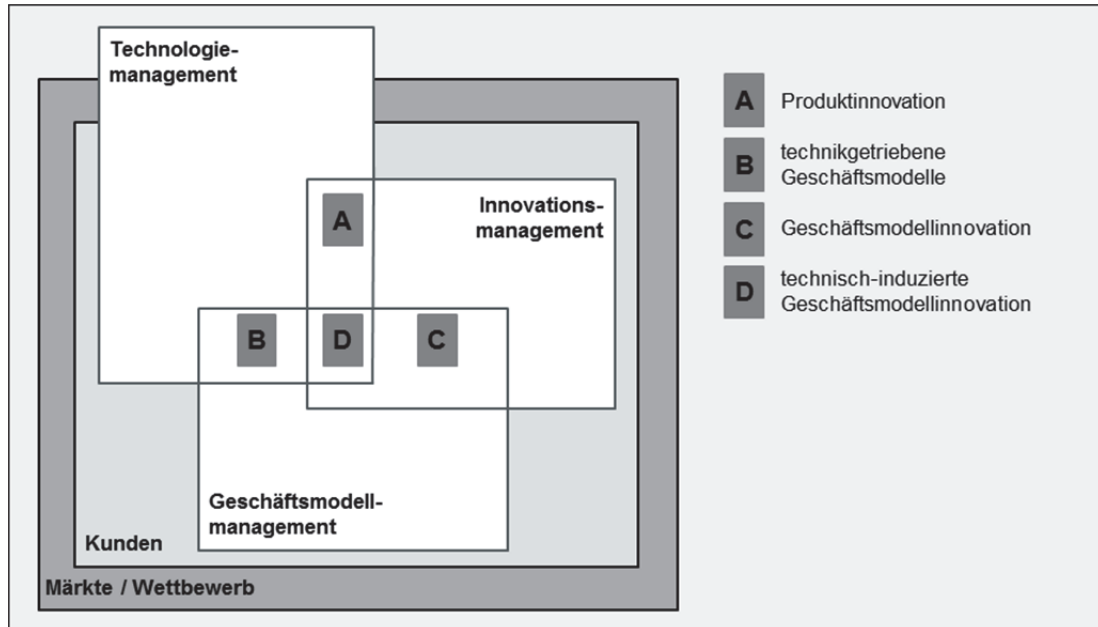 Technologie-
management
Innovations-
management
A
B
D
C
Geschäftsmodell-
management
Kunden
Märkte / Wettbewerb
A Produktinnovation
B technikgetriebene
Geschäftsmodelle
C Geschäftsmodellinnovation
D technisch-induzierte
Geschäftsmodellinnovation